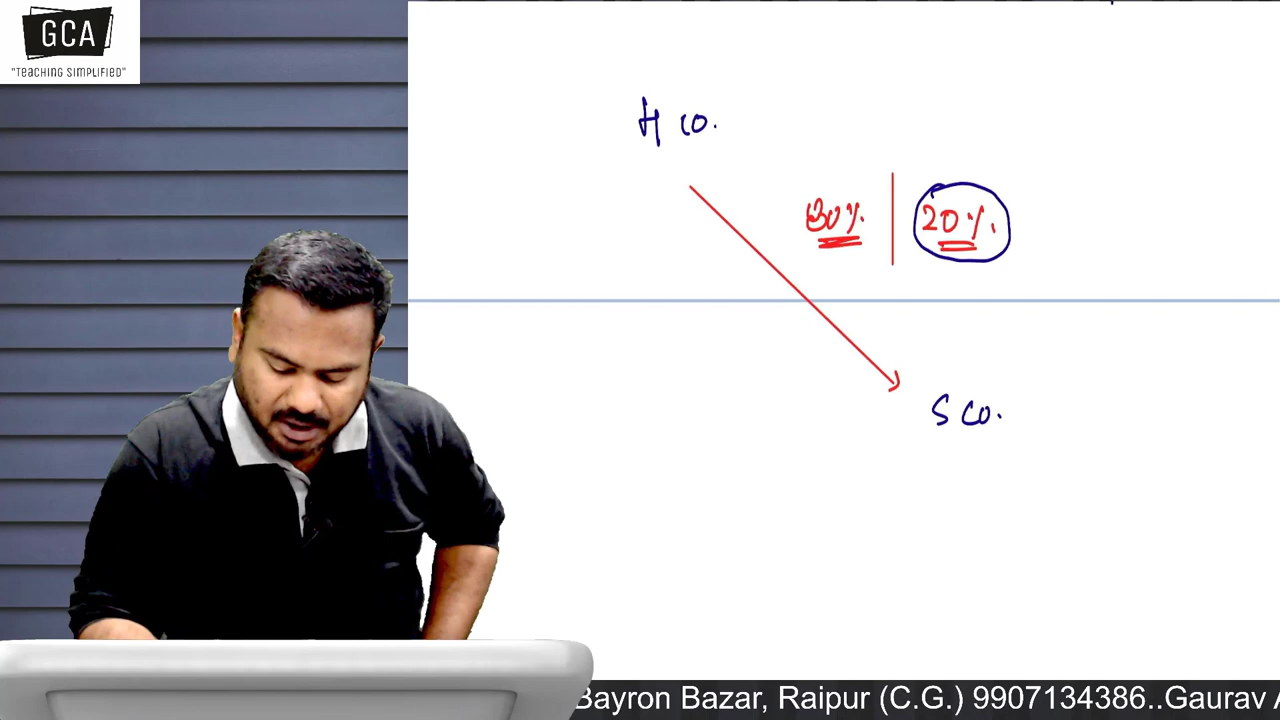 GCA
"Teaching Simplified"
H Co.
80% 20%.
S Co.
Bayron Bazar, Raipur (C.G.) 9907134386..Gaurav